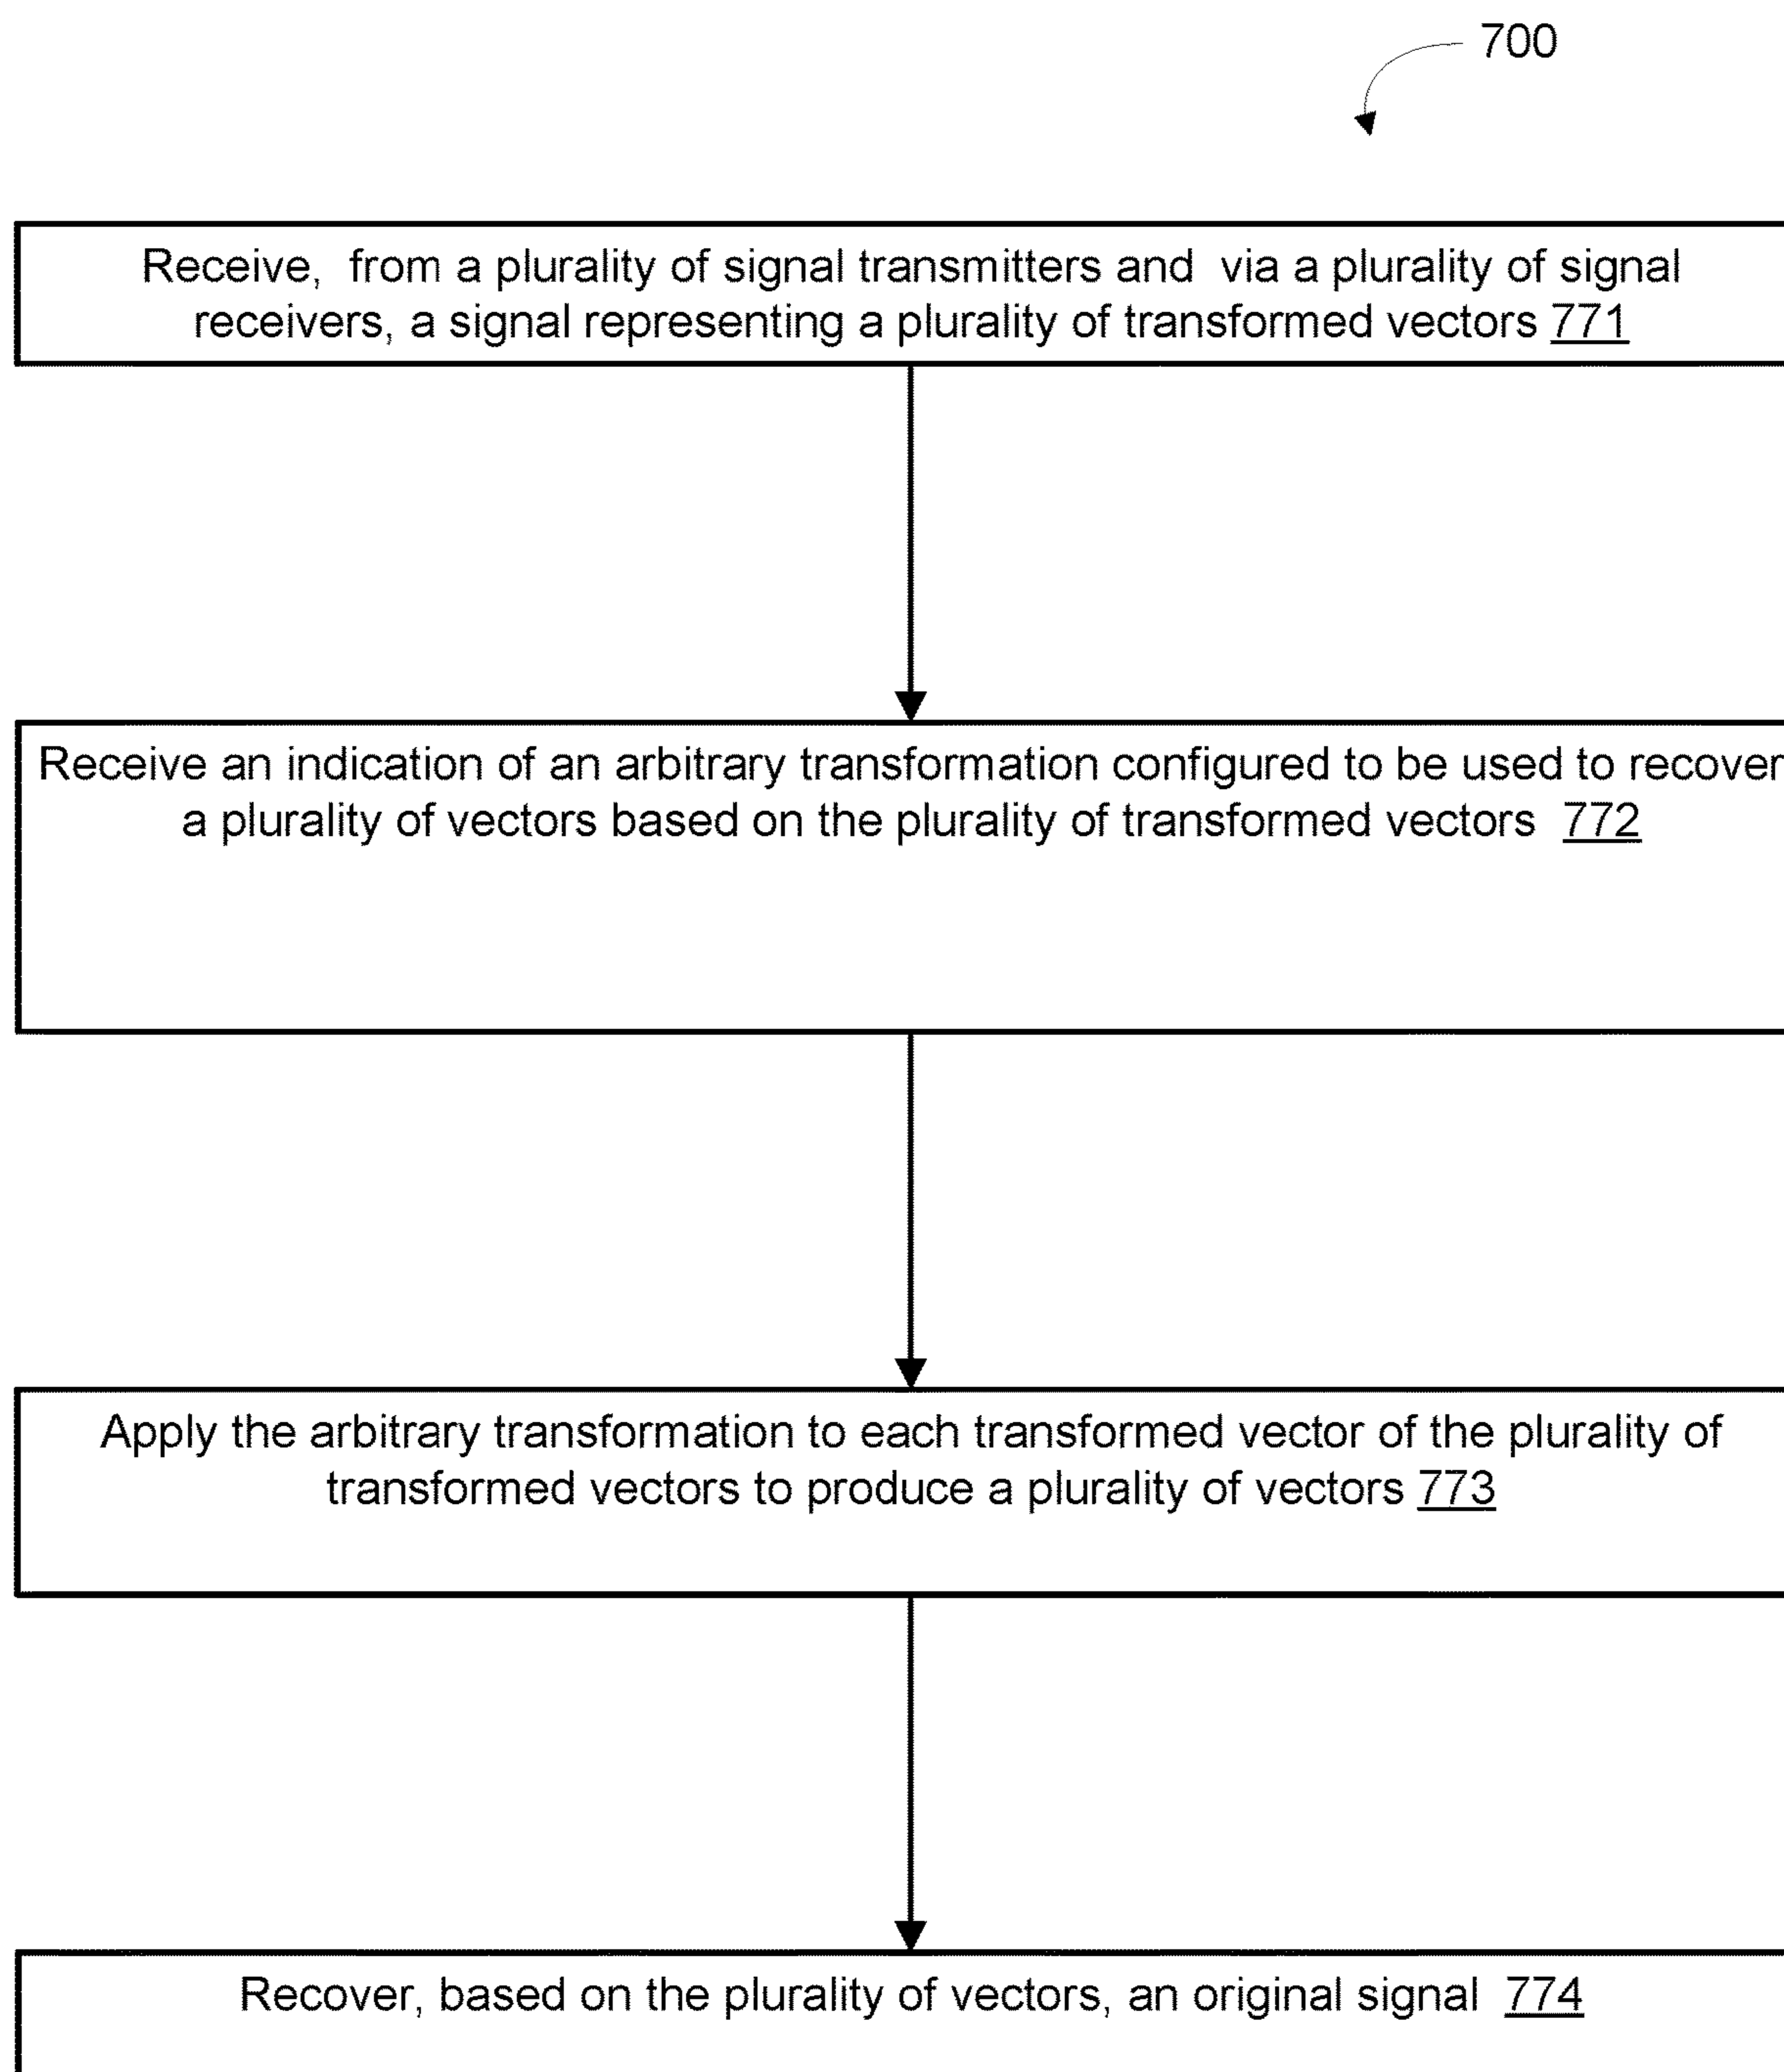 700
Receive, from a plurality of signal transmitters and via a plurality of signal
receivers, a signal representing a plurality of transformed vectors 771
Receive an indication of an arbitrary transformation configured to be used to recover
a plurality of vectors based on the plurality of transformed vectors 772
Apply the arbitrary transformation to each transformed vector of the plurality of
transformed vectors to produce a plurality of vectors 773
Recover, based on the plurality of vectors, an original signal 774